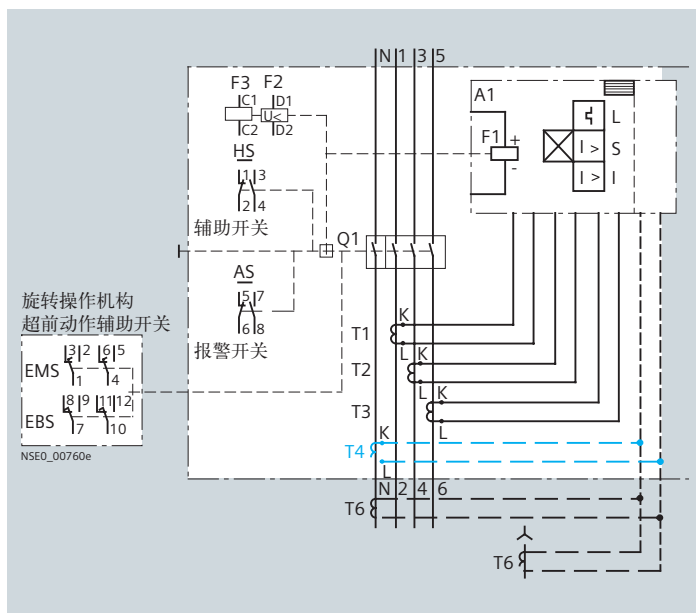 N 1 3 5
F3 F2
C1 D1
U<
C2 D2
A1
F1 + -
L
I > S
I > I
HS
1 3
2 4
辅助开关
Q1
AS
5 7
6 8
报警开关
旋转操作机构
超前动作辅助开关
3 2 6 5
EMS
1 4
8 9 11 12
EBS
7 10
NSE0_00760e
K
T1
L K
T2
L K
T3
K L
T4
L
N 2 4 6
T6
T6